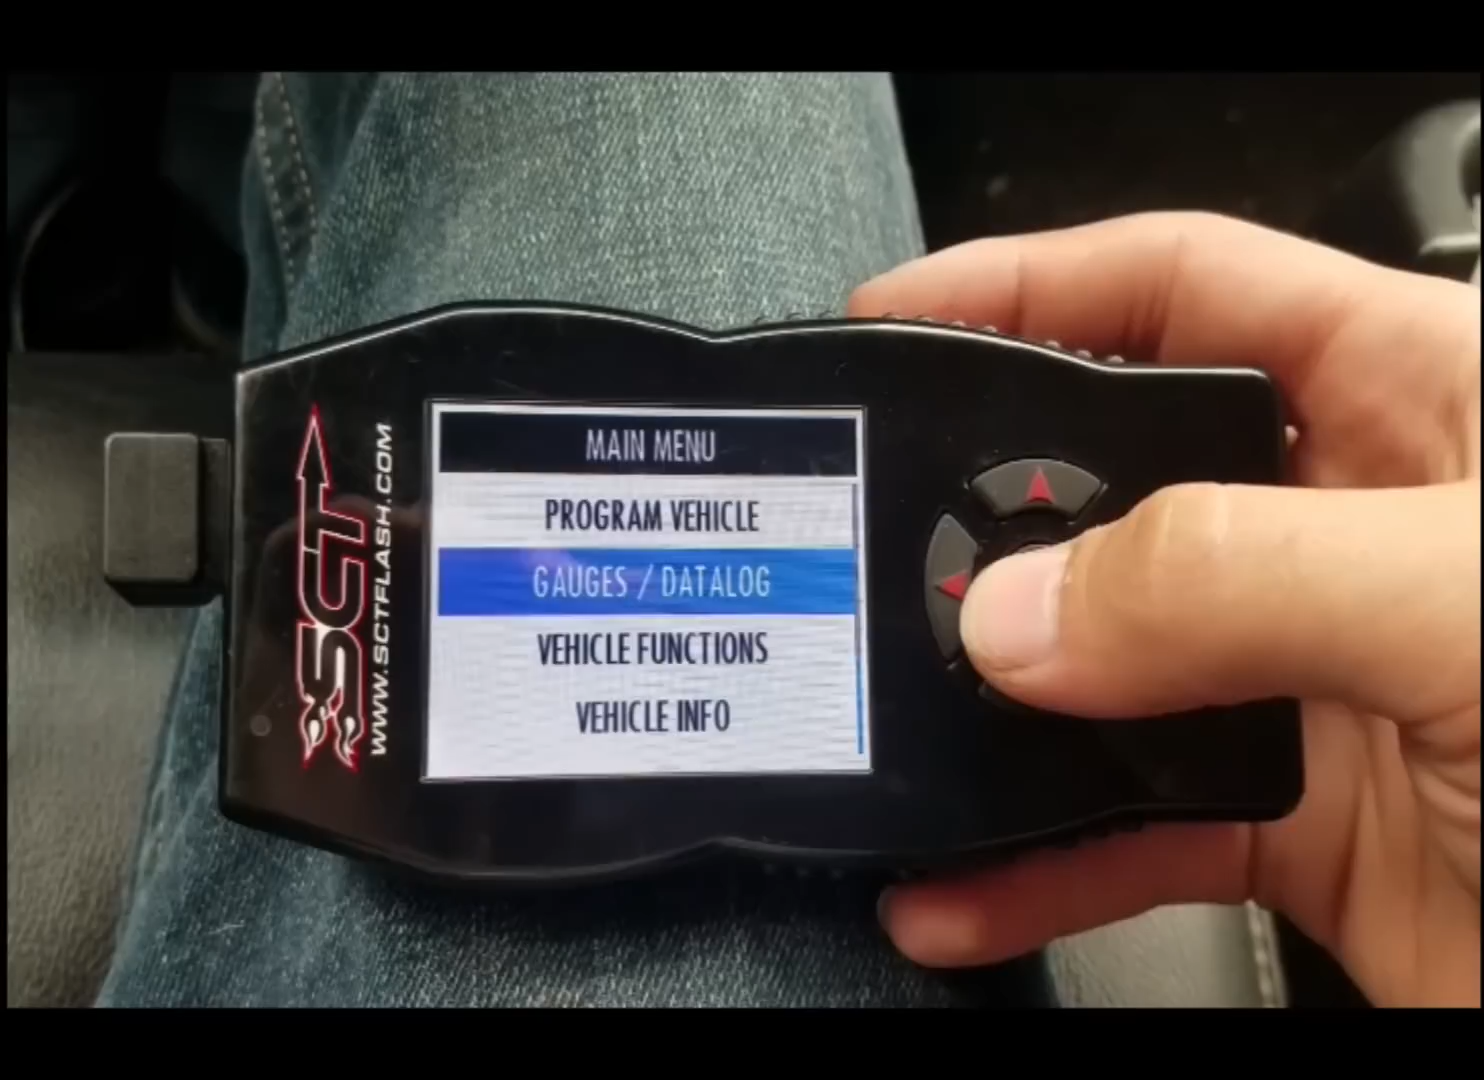 SCT
WWW.SCTFLASH.COM
MAIN MENU
PROGRAM VEHICLE
GAUGES / DATALOG
VEHICLE FUNCTIONS
VEHICLE INFO